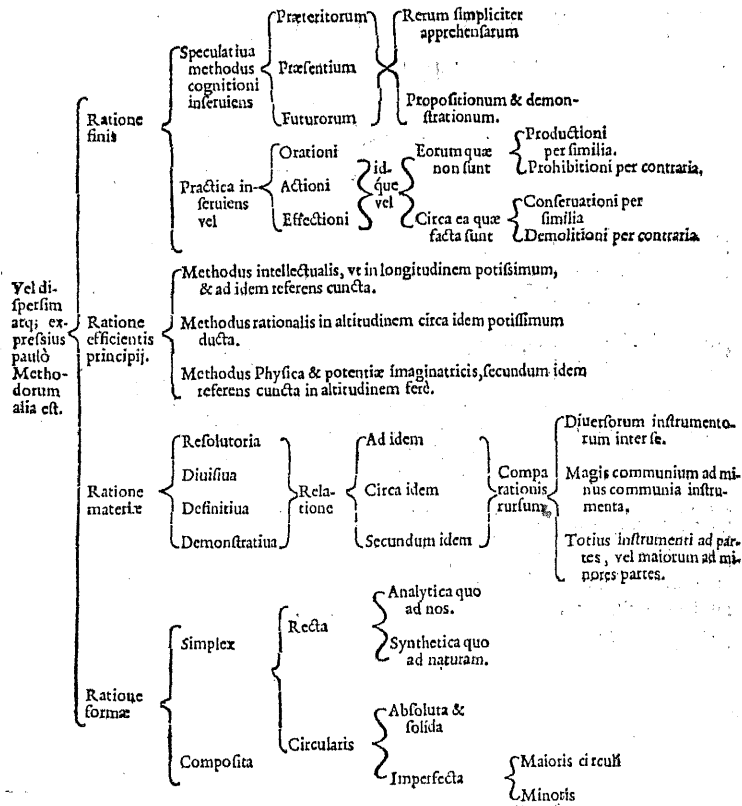 Vel di-
ſperſim
atq; ex-
preſsius
paulò
Metho-
dorum
alia eſt.
Ratione
finis
Speculatiua
methodus
cognitioni
inſeruiens
Præteritorum
Præſentium
Futurorum
Rerum ſimpliciter
apprehenſarum
Propoſitionum & demon-
ſtrationum.
Practica in-
ſeruiens
vel
Orationi
Actioni
Effectioni
id-
que
vel
Eorum quæ
non ſunt
Productioni
per ſimilia.
Prohibitioni per contraria,
Circa ea quæ
facta ſunt
Conſeruationi per
ſimilia
Demolitioni per contraria.
Ratione
efficientis
principij.
Methodus intellectualis, vt in longitudinem potiſsimum,
& ad idem referens cuncta.
Methodus rationalis in altitudinem circa idem potiſſimum
ducta.
Methodus Phyſica & potentiæ imaginatricis, ſecundum idem
referens cuncta in altitudinem ferè.
Ratione
materiæ
Reſolutoria
Diuiſiua
Definitiua
Demonſtratiua
Rela-
tione
Ad idem
Circa idem
Secundum idem
Compa
rationis
rurſum
Diuerſorum inſtrumento-
rum inter ſe.
Magis communium ad mi-
nus communia inſtru-
menta,
Totius inſtrumenti ad par-
tes, vel maiorum ad mi-
nores partes.
Ratione
formæ
Simplex
Compoſita
Recta
Analytica quo
ad nos.
Synthetica quo
ad naturam.
Circularis
Abſoluta &
ſolida
Imperfecta
Maioris circuli
Minoris